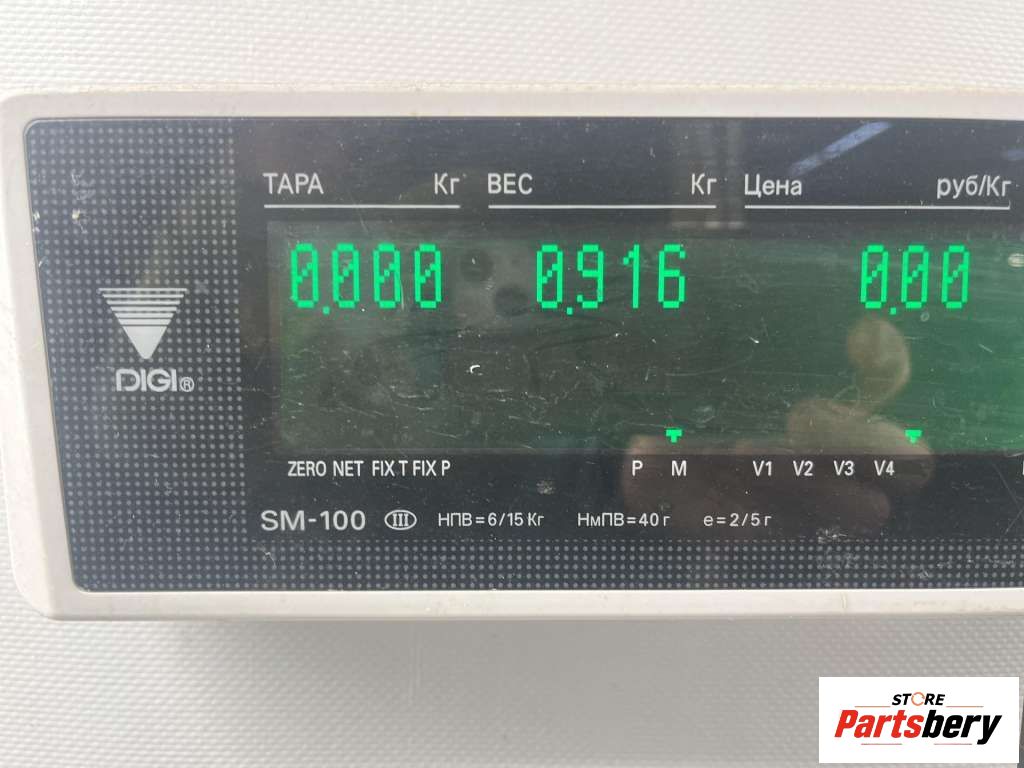 ТАРА Кг ВЕС Кг Цена руб/Кг
0.000 0.916 0.00
DIGI®
ZERO NET FIX T FIX P P M V1 V2 V3 V4
SM-100 III НПВ=6/15 Кг НмПВ=40 г e=2/5 г
STORE
Partsbery